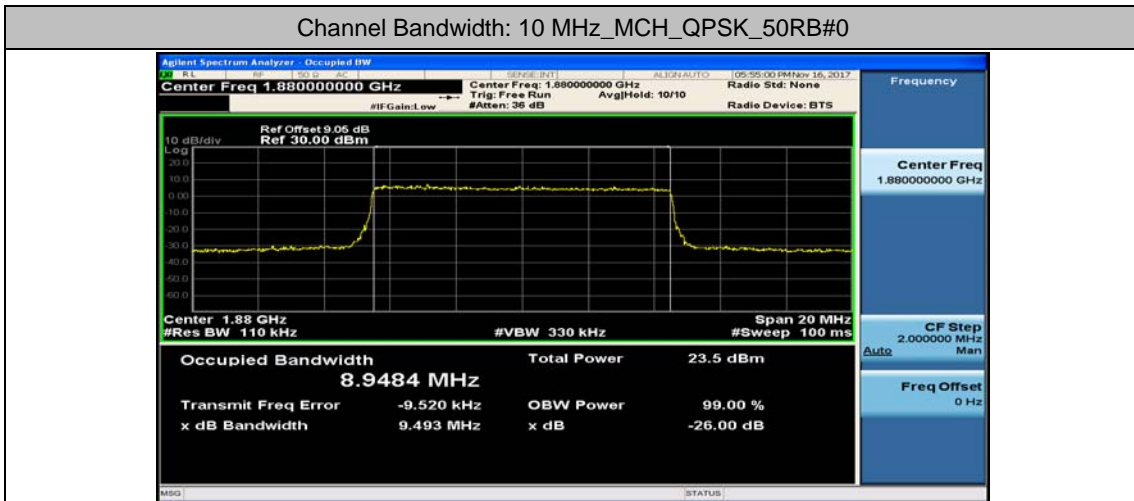 Channel Bandwidth: 10 MHz_MCH_QPSK_50RB#0
Agilent Spectrum Analyzer - Occupied BW
LXI RL RF 50 Ω AC SENSE:INT ALIGN AUTO 05:55:00 PM Nov 16, 2017
Center Freq 1.880000000 GHz
Center Freq: 1.880000000 GHz
Radio Std: None
Trig: Free Run Avg|Hold: 10/10
#IFGain:Low #Atten: 36 dB Radio Device: BTS
Ref Offset 9.05 dB
10 dB/div Ref 30.00 dBm
Log
20.0
10.0
0.00
-10.0
-20.0
-30.0
-40.0
-50.0
-60.0
Center 1.88 GHz Span 20 MHz
#Res BW 110 kHz #VBW 330 kHz #Sweep 100 ms
Occupied Bandwidth Total Power 23.5 dBm
8.9484 MHz
Transmit Freq Error -9.520 kHz OBW Power 99.00 %
x dB Bandwidth 9.493 MHz x dB -26.00 dB
MSG STATUS
Frequency
Center Freq
1.880000000 GHz
CF Step
2.000000 MHz
Auto Man
Freq Offset
0 Hz